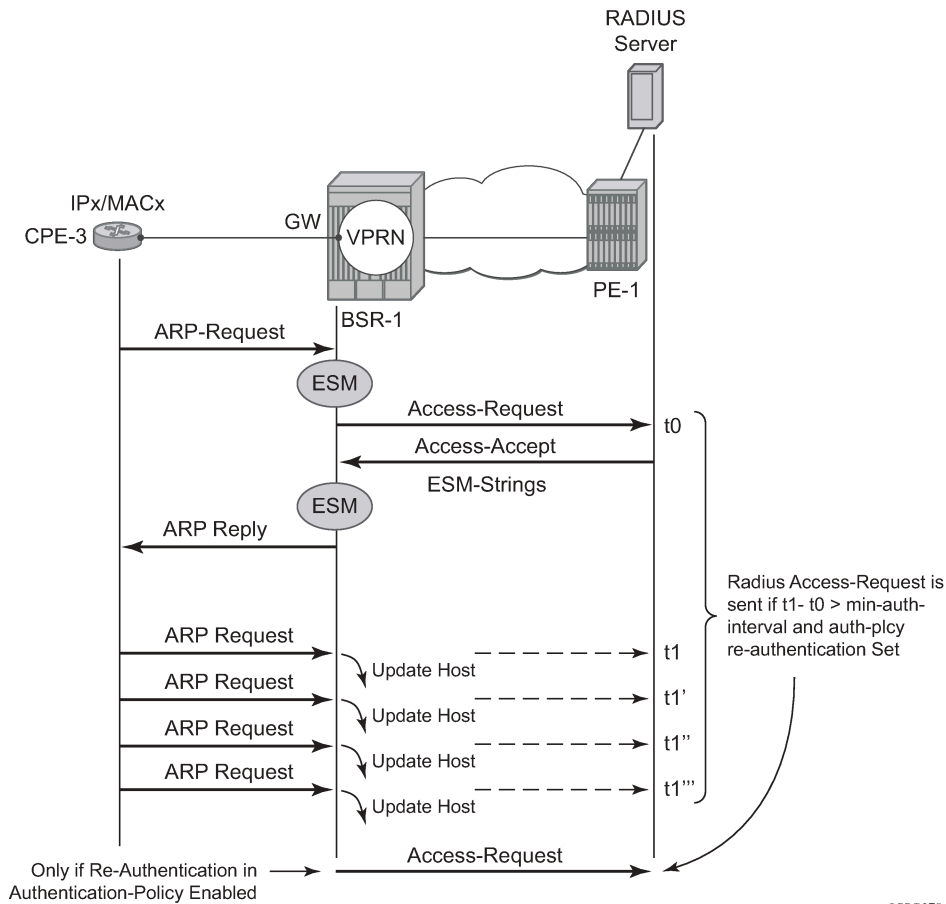 RADIUS
Server
IPx/MACx
CPE-3
GW
VPRN
PE-1
BSR-1
ARP-Request
ESM
Access-Request
t0
Access-Accept
ESM-Strings
ESM
ARP Reply
Radius Access-Request is
sent if t1- t0 > min-auth-
interval and auth-plcy
re-authentication Set
ARP Request
Update Host
t1
ARP Request
Update Host
t1’
ARP Request
Update Host
t1’’
ARP Request
Update Host
t1’’’
Access-Request
Only if Re-Authentication in
Authentication-Policy Enabled